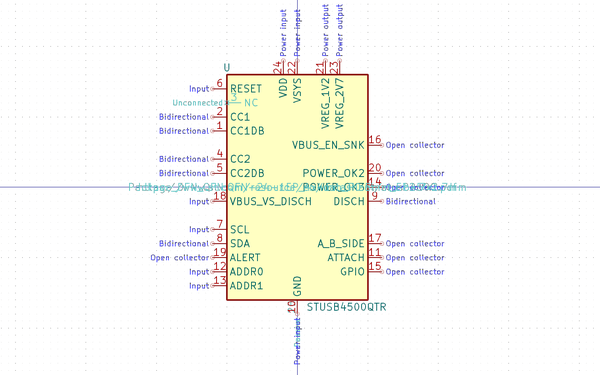 Power input
Power input
Power output
Power output
U
24
22
21
23
VDD
VSYS
VREG_1V2
VREG_2V7
Input 6 RESET
Unconnected 3 NC
Bidirectional 2 CC1
Bidirectional 1 CC1DB
VBUS_EN_SNK 16 Open collector
Bidirectional 4 CC2
Bidirectional 5 CC2DB
POWER_OK2 20 Open collector
POWER_OK3 14
Input 18 VBUS_VS_DISCH
DISCH 9 Bidirectional
Input 7 SCL
Bidirectional 8 SDA
A_B_SIDE 17 Open collector
Open collector 19 ALERT
ATTACH 11 Open collector
Input 12 ADDR0
GPIO 15 Open collector
Input 13 ADDR1
GND
10
STUSB4500QTR
Power input